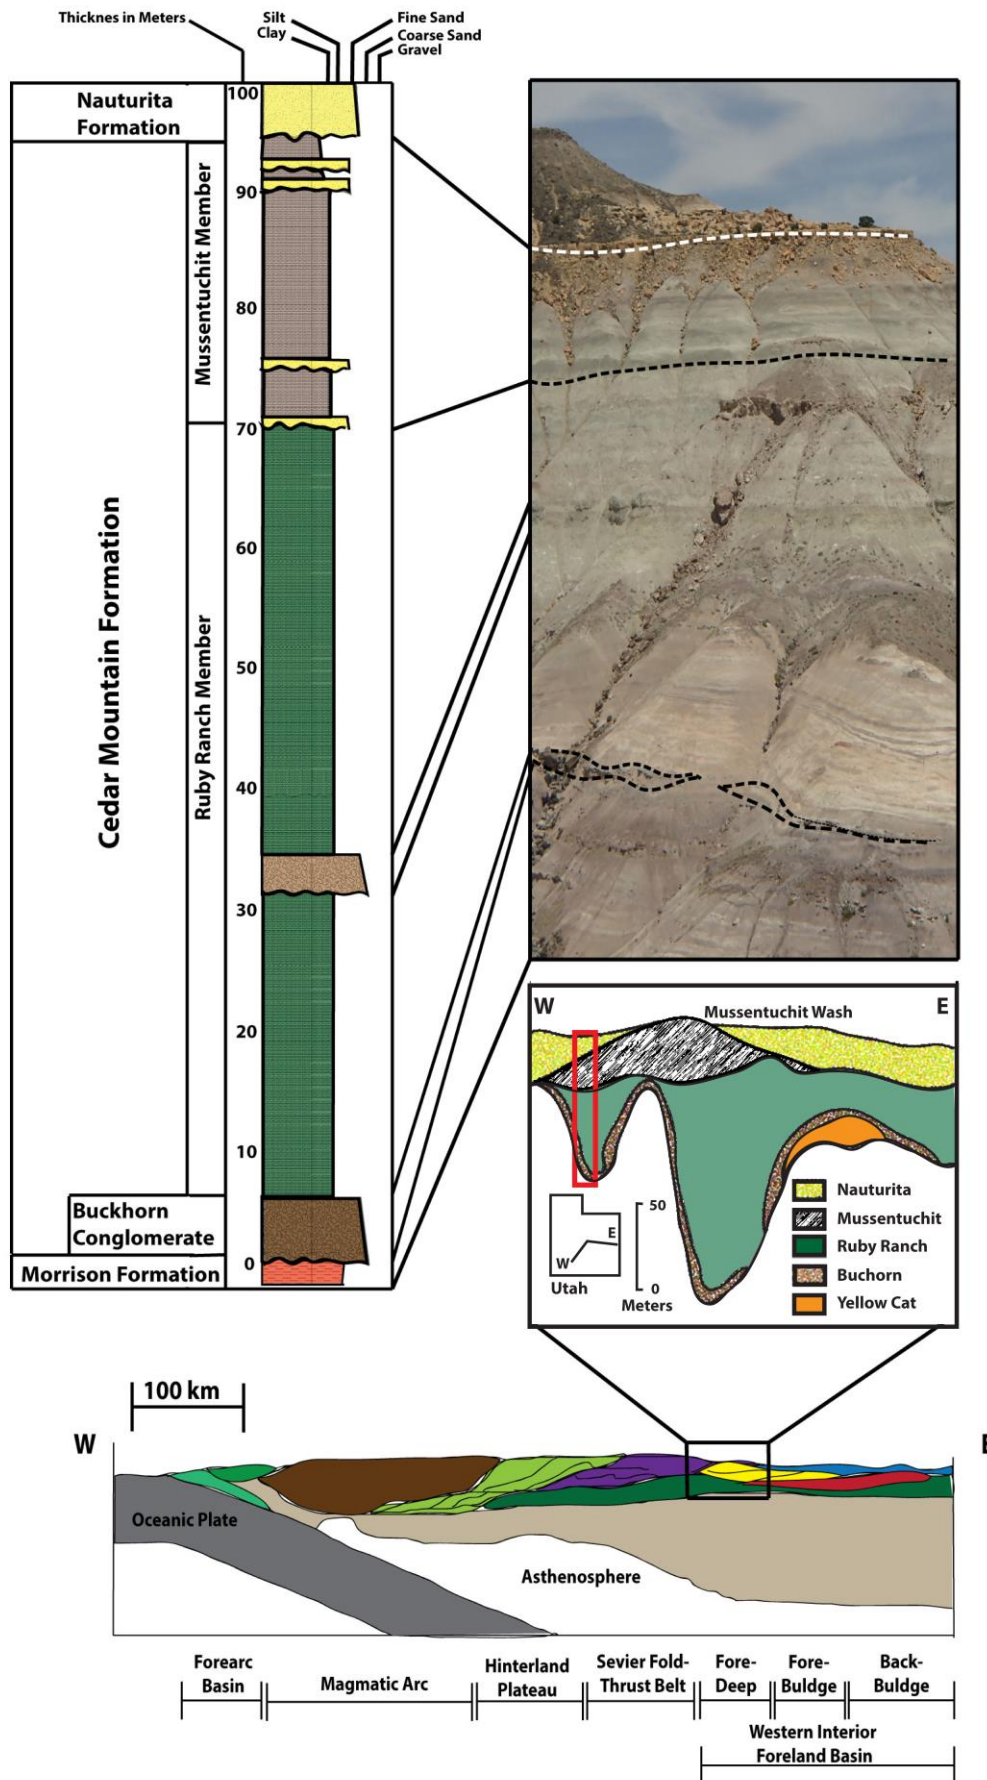 Thicknes in Meters
Silt
Clay
Fine Sand
Coarse Sand
Gravel
Nauturita
Formation
Mussentuchit Member
Cedar Mountain Formation
Ruby Ranch Member
Buckhorn
Conglomerate
Morrison Formation
100
90
80
70
60
50
40
30
20
10
0
W
E
Mussentuchit Wash
E
W
Utah
50
0
Meters
Nauturita
Mussentuchit
Ruby Ranch
Buchorn
Yellow Cat
100 km
W
E
Oceanic Plate
Asthenosphere
Forearc
Basin
Magmatic Arc
Hinterland
Plateau
Sevier Fold-
Thrust Belt
Fore-
Deep
Fore-
Buldge
Back-
Buldge
Western Interior
Foreland Basin